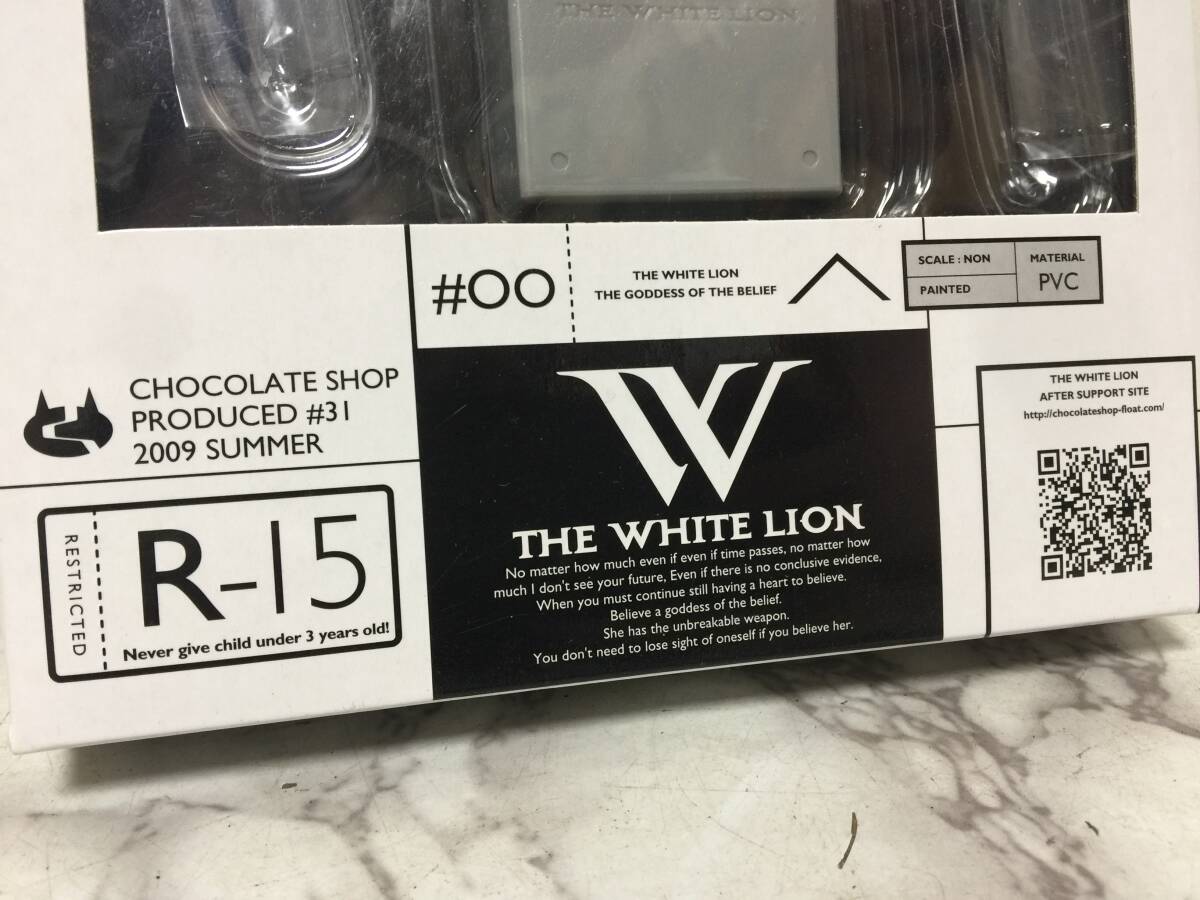 THE WHITE LION
#OO
THE WHITE LION
THE GODDESS OF THE BELIEF
SCALE : NON
PAINTED
MATERIAL
PVC
CHOCOLATE SHOP
PRODUCED #31
2009 SUMMER
RESTRICTED
R-15
Never give child under 3 years old!
W
THE WHITE LION
No matter how much even if even if time passes, no matter how
much I don't see your future, Even if there is no conclusive evidence,
When you must continue still having a heart to believe.
Believe a goddess of the belief.
She has the unbreakable weapon.
You don't need to lose sight of oneself if you believe her.
THE WHITE LION
AFTER SUPPORT SITE
http://chocolateshop-float.com/